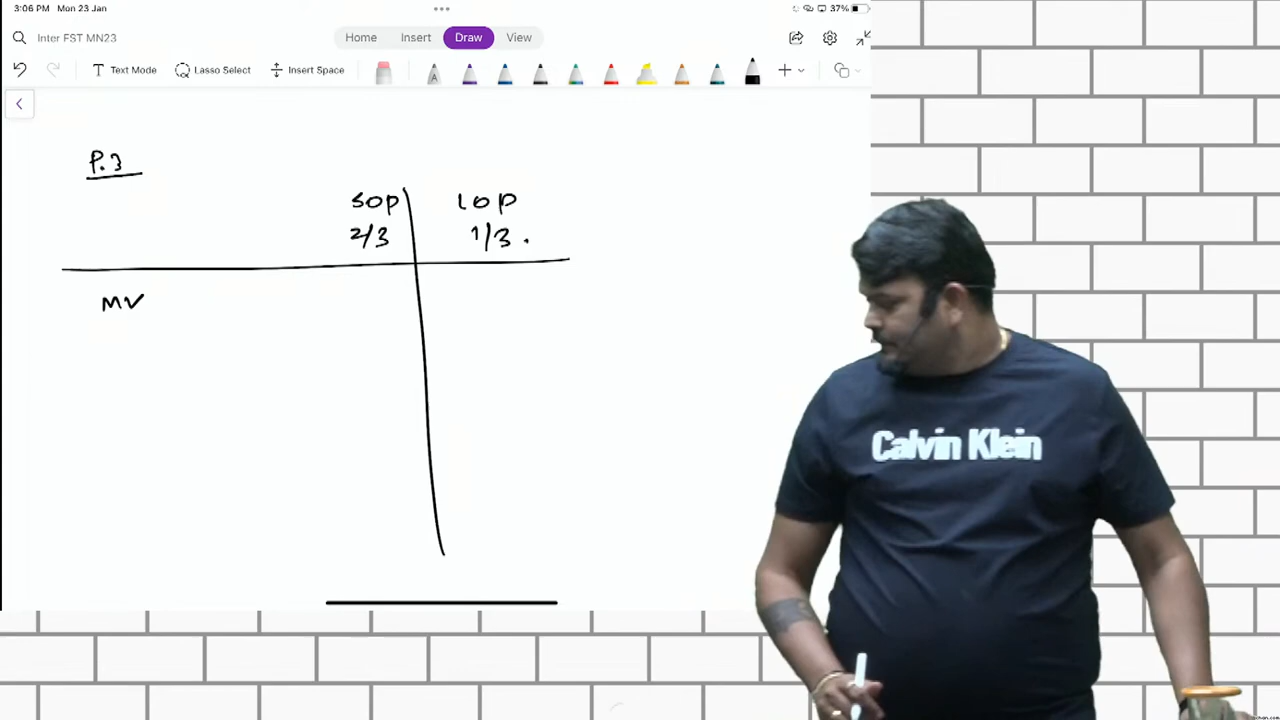 3:06 PM Mon 23 Jan
37%
Inter FST MN23
Home Insert Draw View
Text Mode Lasso Select Insert Space
A
P.3
SOP LOP
2/3 1/3.
MV
Calvin Klein